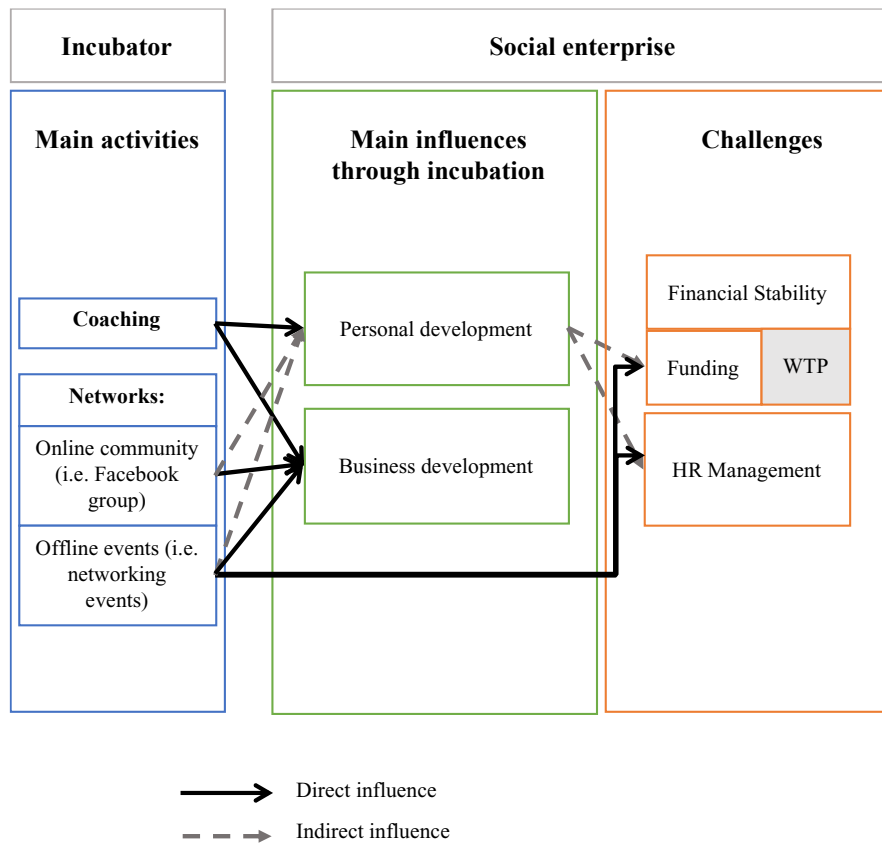 Incubator
Social enterprise
Main activities
Main influences
through incubation
Challenges
Coaching
Networks:
Online community
(i.e. Facebook
group)
Offline events (i.e.
networking
events)
Personal development
Business development
Financial Stability
Funding
WTP
HR Management
Direct influence
Indirect influence